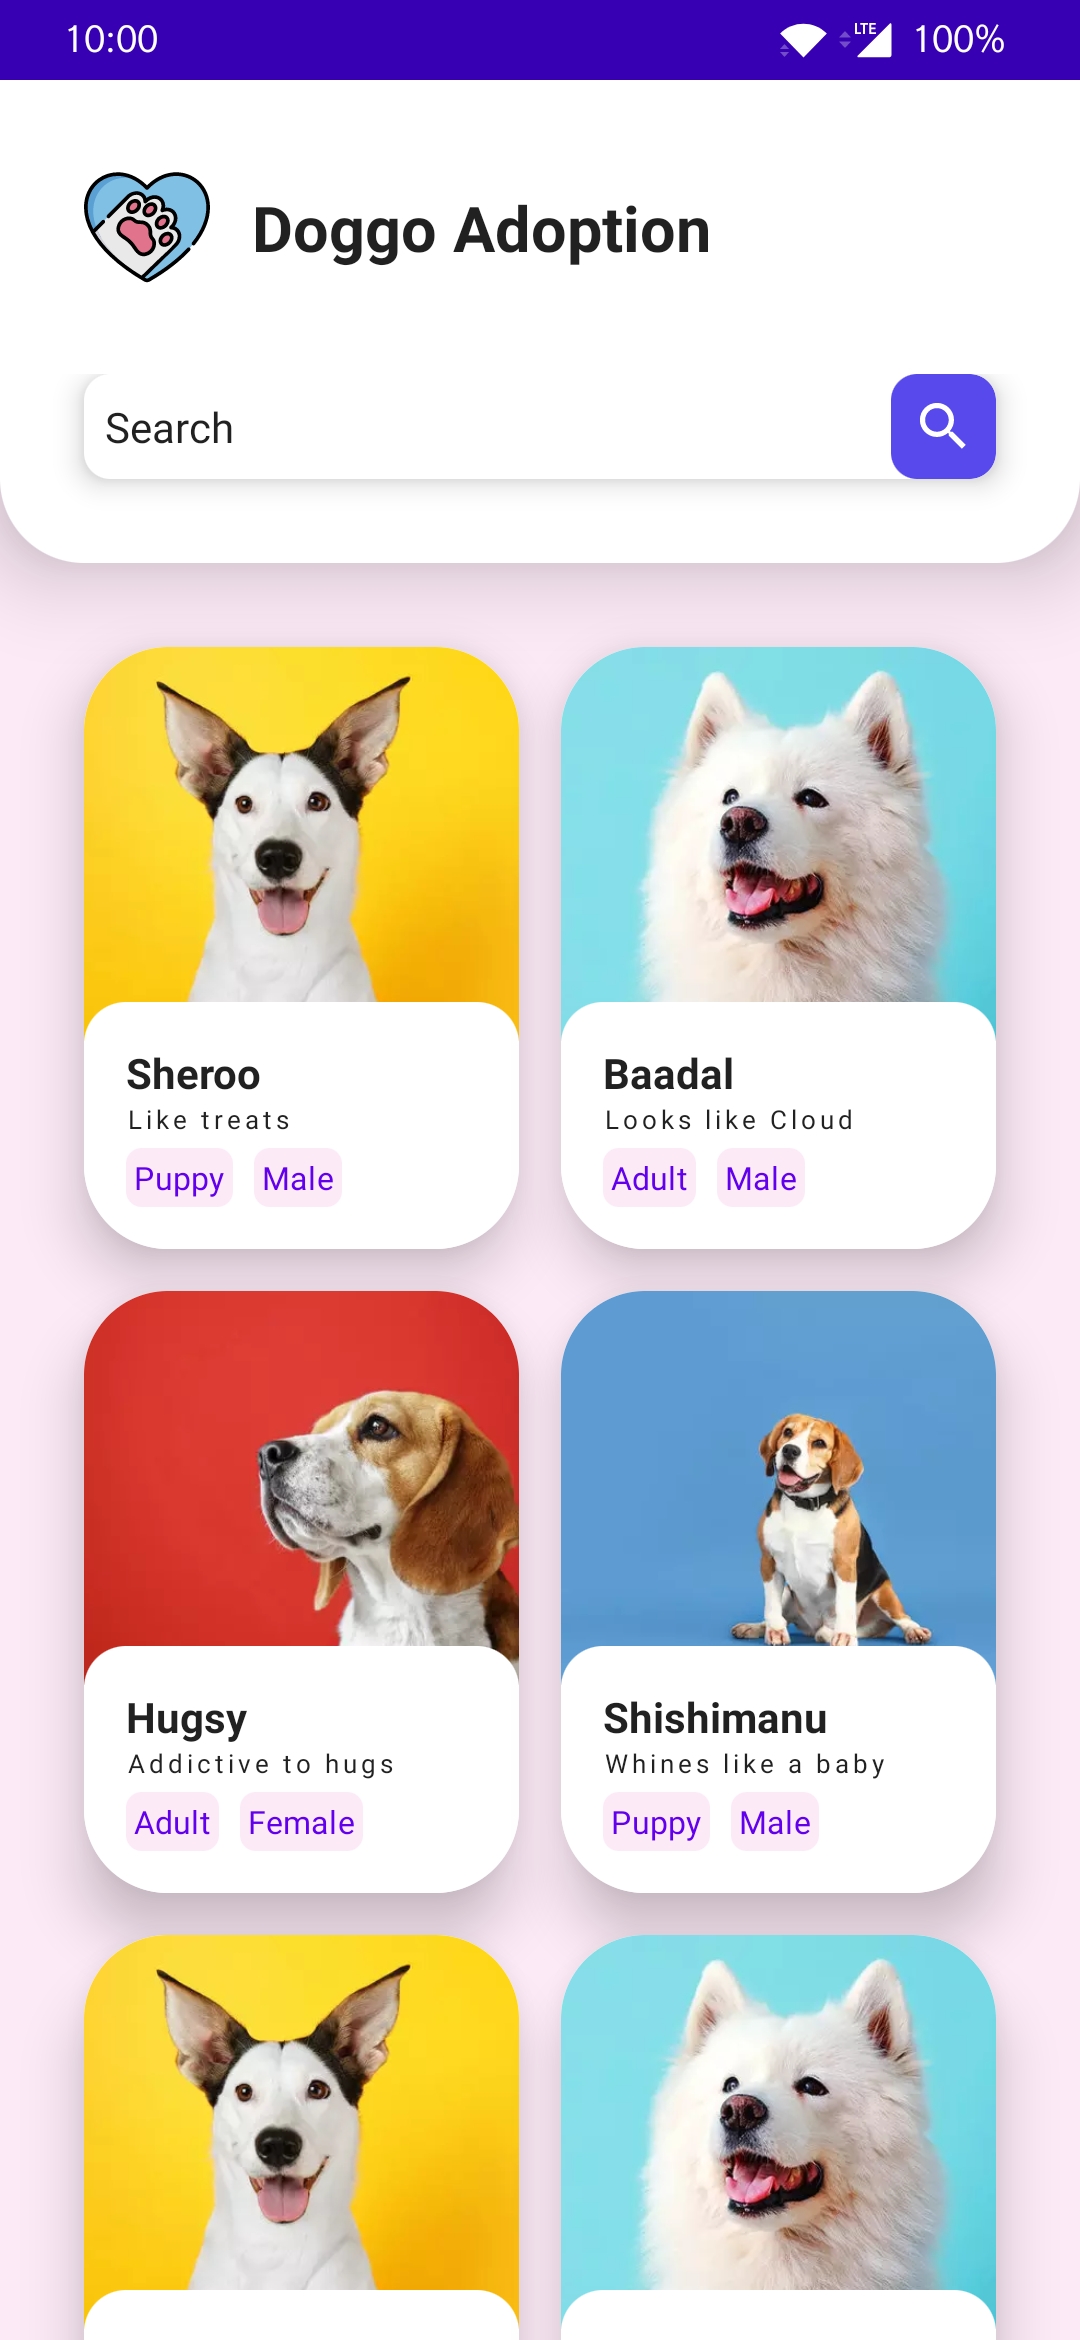 10:00
LTE 100%
Doggo Adoption
Search
Sheroo
Like treats
Puppy Male
Baadal
Looks like Cloud
Adult Male
Hugsy
Addictive to hugs
Adult Female
Shishimanu
Whines like a baby
Puppy Male